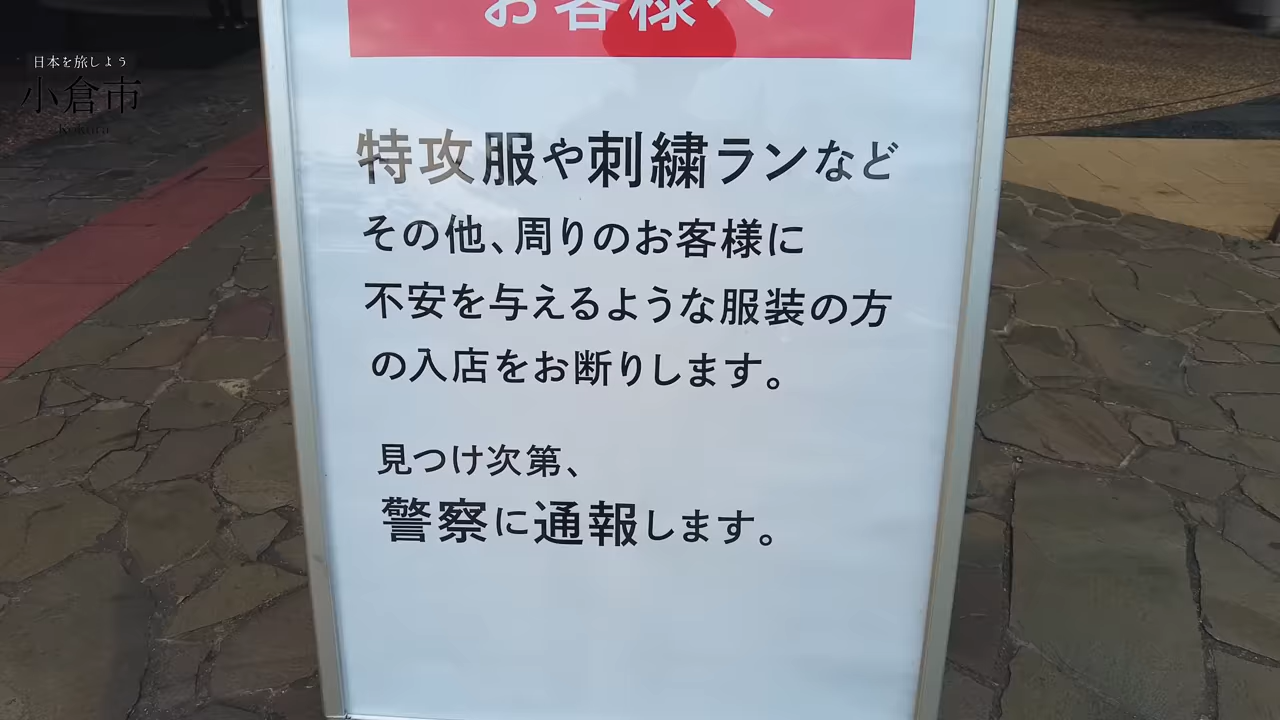 お客様へ
日本を旅しよう
小倉市
Kokura
特攻服や刺繍ランなど
その他、周りのお客様に
不安を与えるような服装の方
の入店をお断りします。
見つけ次第、
警察に通報します。